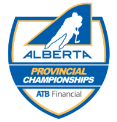 ALBERTA
PROVINCIAL
CHAMPIONSHIPS
ATB Financial